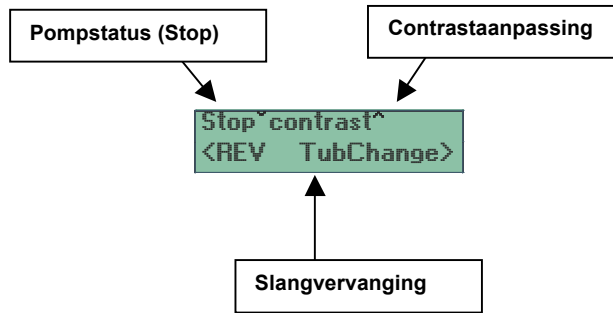 Pompstatus (Stop)
Contrastaanpassing
Stop˅contrast^
<REV TubChange>
Slangvervanging